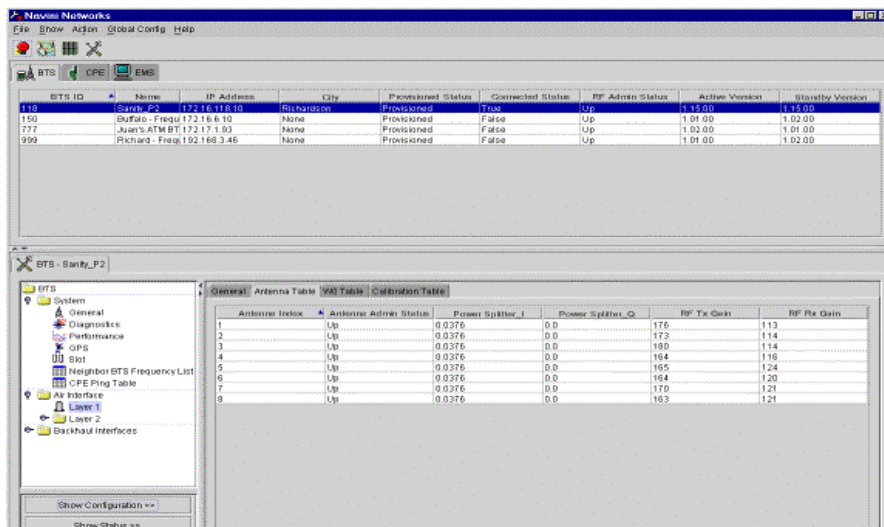 Navini Networks
File Show Action Global Config Help
BTS CPE EMS
BTS ID Name IP Address City Provisioned Status Connected Status RF Admin Status Active Version Standby Version
118 Sanity_P2 172.16.118.10 Richardson Provisioned True Up 1.15.00 1.15.00
150 Buffalo - Frequ 172.16.6.10 None Provisioned False Up 1.01.00 1.02.00
777 Juan's ATM BT 172.17.1.93 None Provisioned False Up 1.02.00 1.01.00
999 Richard - Freq 192.168.3.46 None Provisioned False Up 1.01.00 1.02.00
BTS - Sanity_P2
BTS
System
General
Diagnostics
Performance
GPS
Slot
Neighbor BTS Frequency List
CPE Ping Table
Air Interface
Layer 1
Layer 2
Backhaul Interfaces
Show Configuration >>
Show Status >>
General Antenna Table W0 Table Calibration Table
Antenna Index Antenna Admin Status Power Splitter_I Power Splitter_Q RF Tx Gain RF Rx Gain
1 Up 0.0376 0.0 176 113
2 Up 0.0376 0.0 173 114
3 Up 0.0376 0.0 180 114
4 Up 0.0376 0.0 164 116
5 Up 0.0376 0.0 165 124
6 Up 0.0376 0.0 164 120
7 Up 0.0376 0.0 170 121
8 Up 0.0376 0.0 163 121